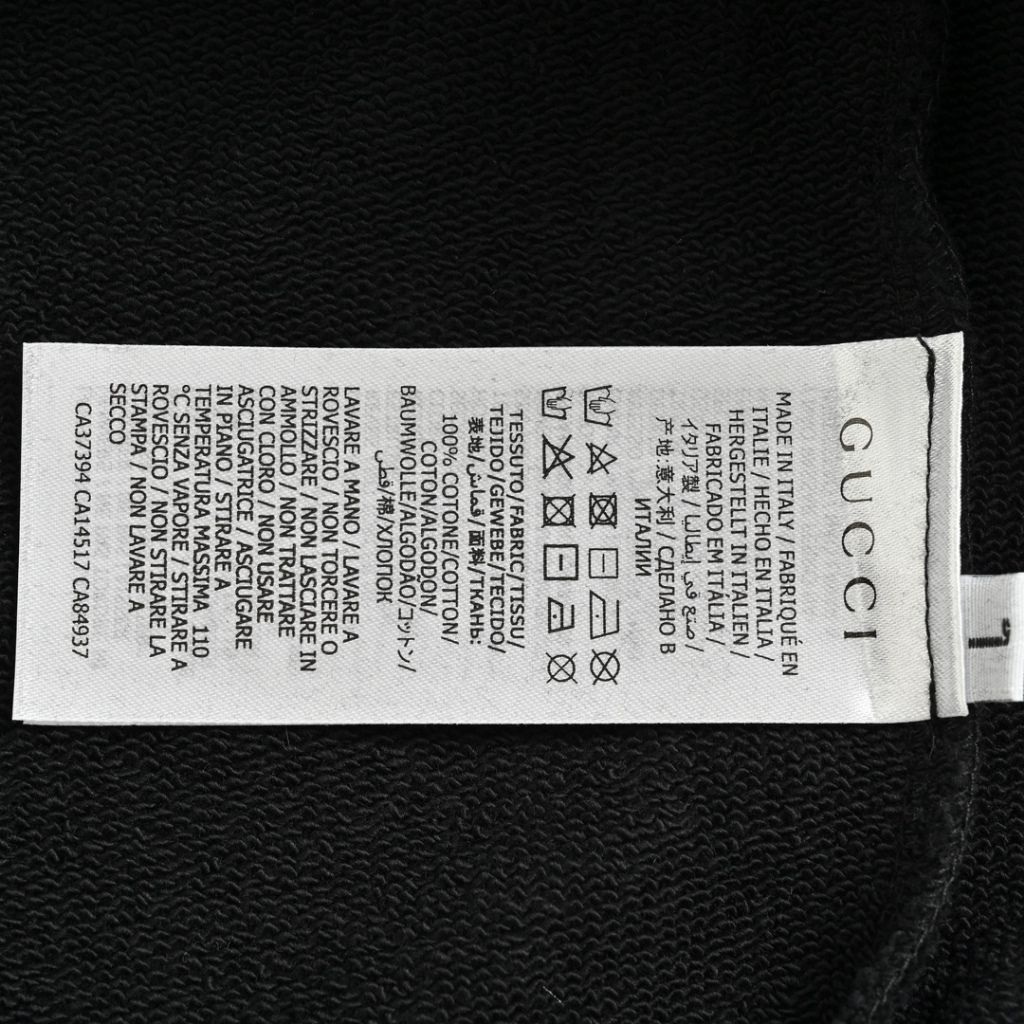 GUCCI
L
MADE IN ITALY / FABRIQUÉ EN
ITALIE / HECHO EN ITALIA /
HERGESTELLT IN ITALIEN /
FABRICADO EM ITÁLIA /
イタリア製 / صنع في إيطاليا /
产地:意大利 / СДЕЛАНО В
ИТАЛИИ
TESSUTO/FABRIC/TISSU/
TEJIDO/GEWEBE/TECIDO/
表地/قماش/面料/ТКАНЬ:
100% COTONE/COTTON/
COTON/ALGODÓN/
BAUMWOLLE/ALGODÃO/コットン/
قطن/棉/ХЛОПОК
LAVARE A MANO / LAVARE A
ROVESCIO / NON TORCERE O
STRIZZARE / NON LASCIARE IN
AMMOLLO / NON TRATTARE
CON CLORO / NON USARE
ASCIUGATRICE / ASCIUGARE
IN PIANO / STIRARE A
TEMPERATURA MASSIMA 110
°C SENZA VAPORE / STIRARE A
ROVESCIO / NON STIRARE LA
STAMPA / NON LAVARE A
SECCO
CA37394 CA14517 CA84937